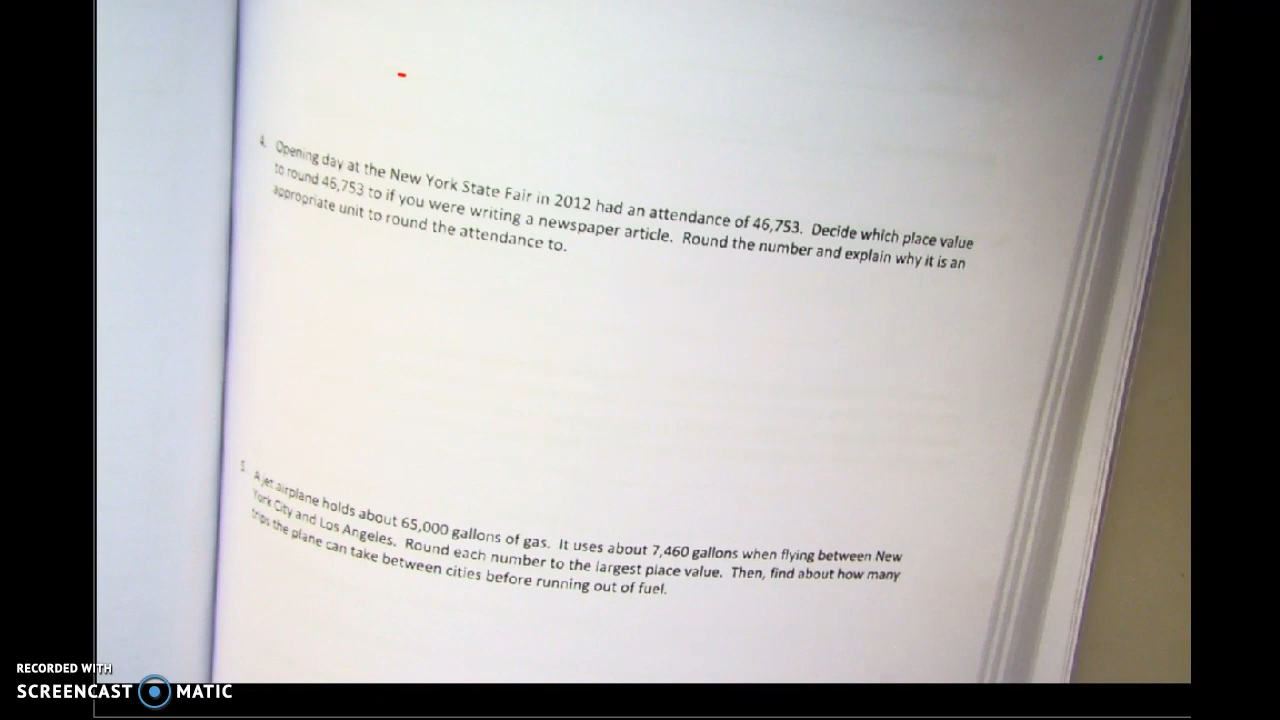 4. Opening day at the New York State Fair in 2012 had an attendance of 46,753. Decide which place value
to round 46,753 to if you were writing a newspaper article. Round the number and explain why it is an
appropriate unit to round the attendance to.
5. A jet airplane holds about 65,000 gallons of gas. It uses about 7,460 gallons when flying between New
York City and Los Angeles. Round each number to the largest place value. Then, find about how many
trips the plane can take between cities before running out of fuel.
RECORDED WITH
SCREENCAST MATIC